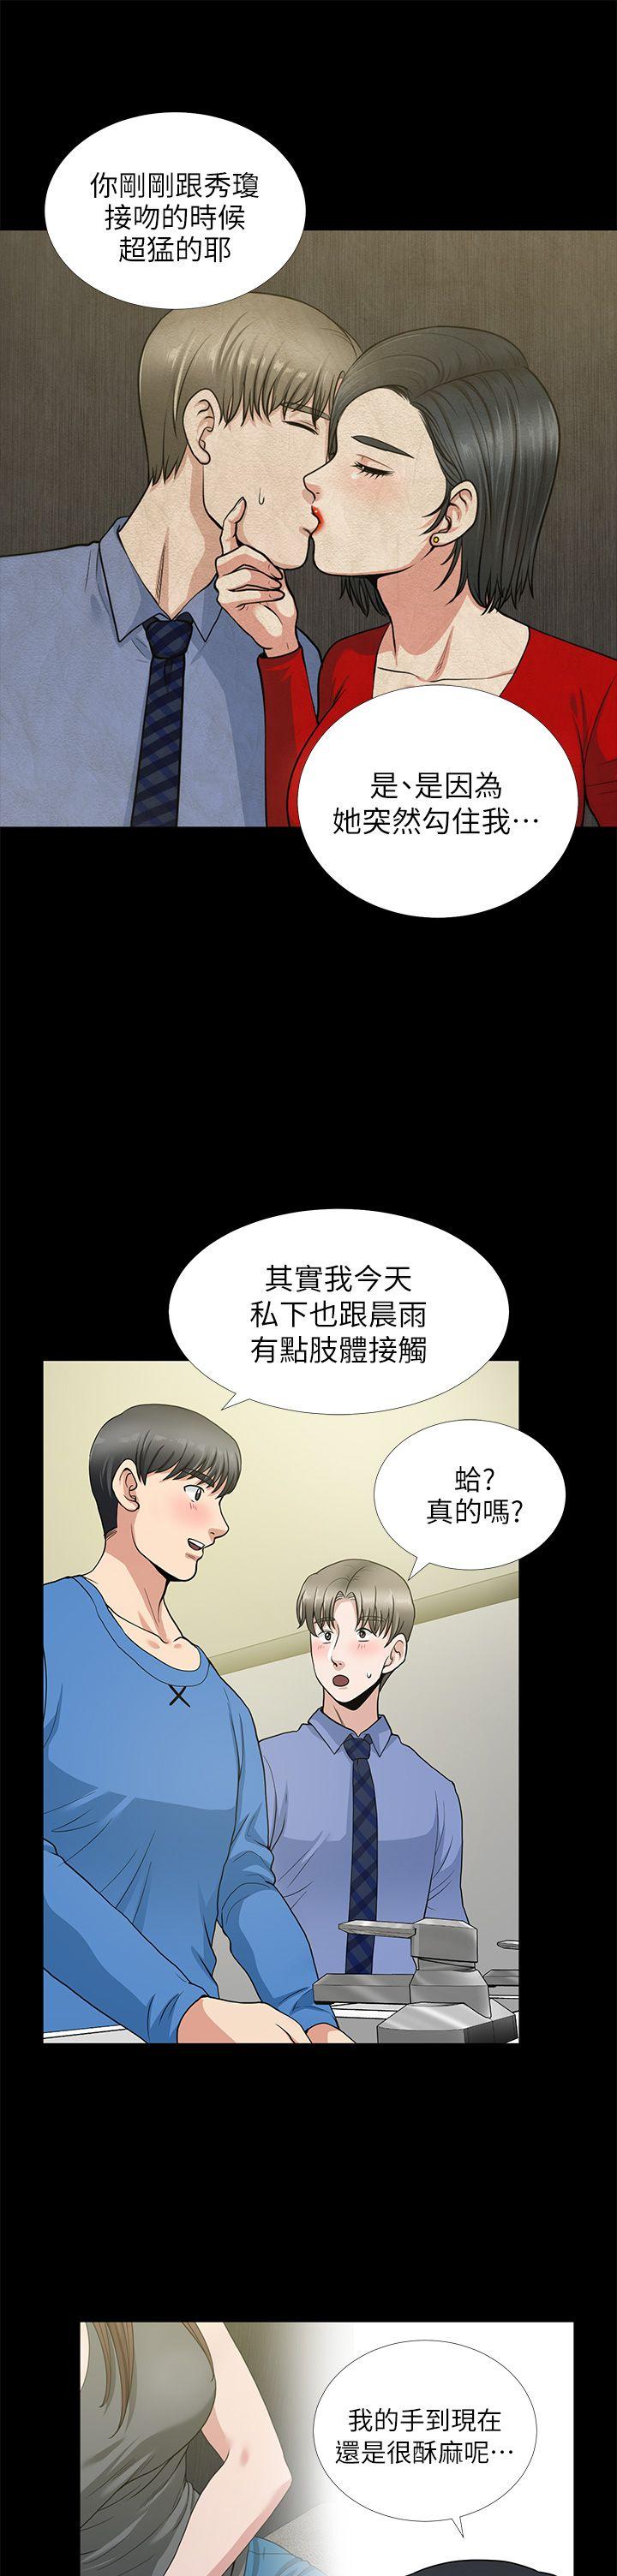 你剛剛跟秀瓊
接吻的時候
超猛的耶
是、是因為
她突然勾住我…
其實我今天
私下也跟晨雨
有點肢體接觸
蛤?
真的嗎?
我的手到現在
還是很酥麻呢…